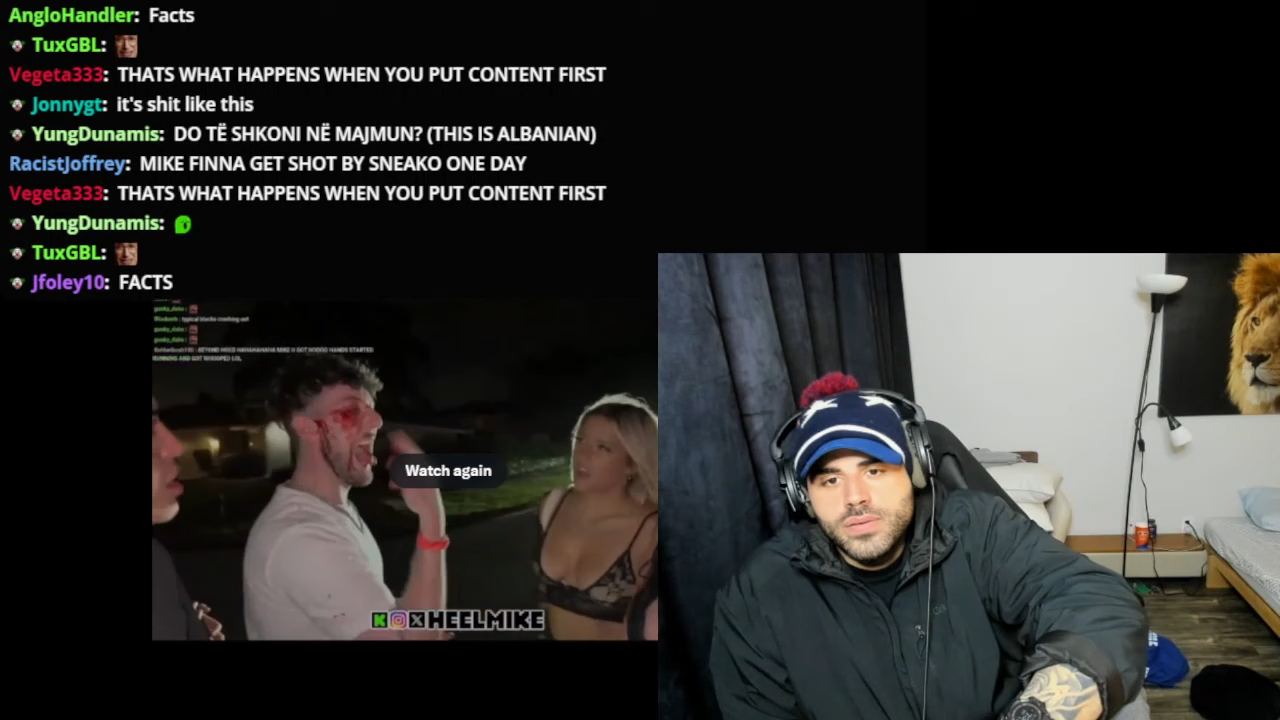 AngloHandler: Facts
TuxGBL:
Vegeta333: THATS WHAT HAPPENS WHEN YOU PUT CONTENT FIRST
Jonnygt: it's shit like this
YungDunamis: DO TË SHKONI NË MAJMUN? (THIS IS ALBANIAN)
RacistJoffrey: MIKE FINNA GET SHOT BY SNEAKO ONE DAY
Vegeta333: THATS WHAT HAPPENS WHEN YOU PUT CONTENT FIRST
YungDunamis:
TuxGBL:
Jfoley10: FACTS
Watch again
HEELMIKE